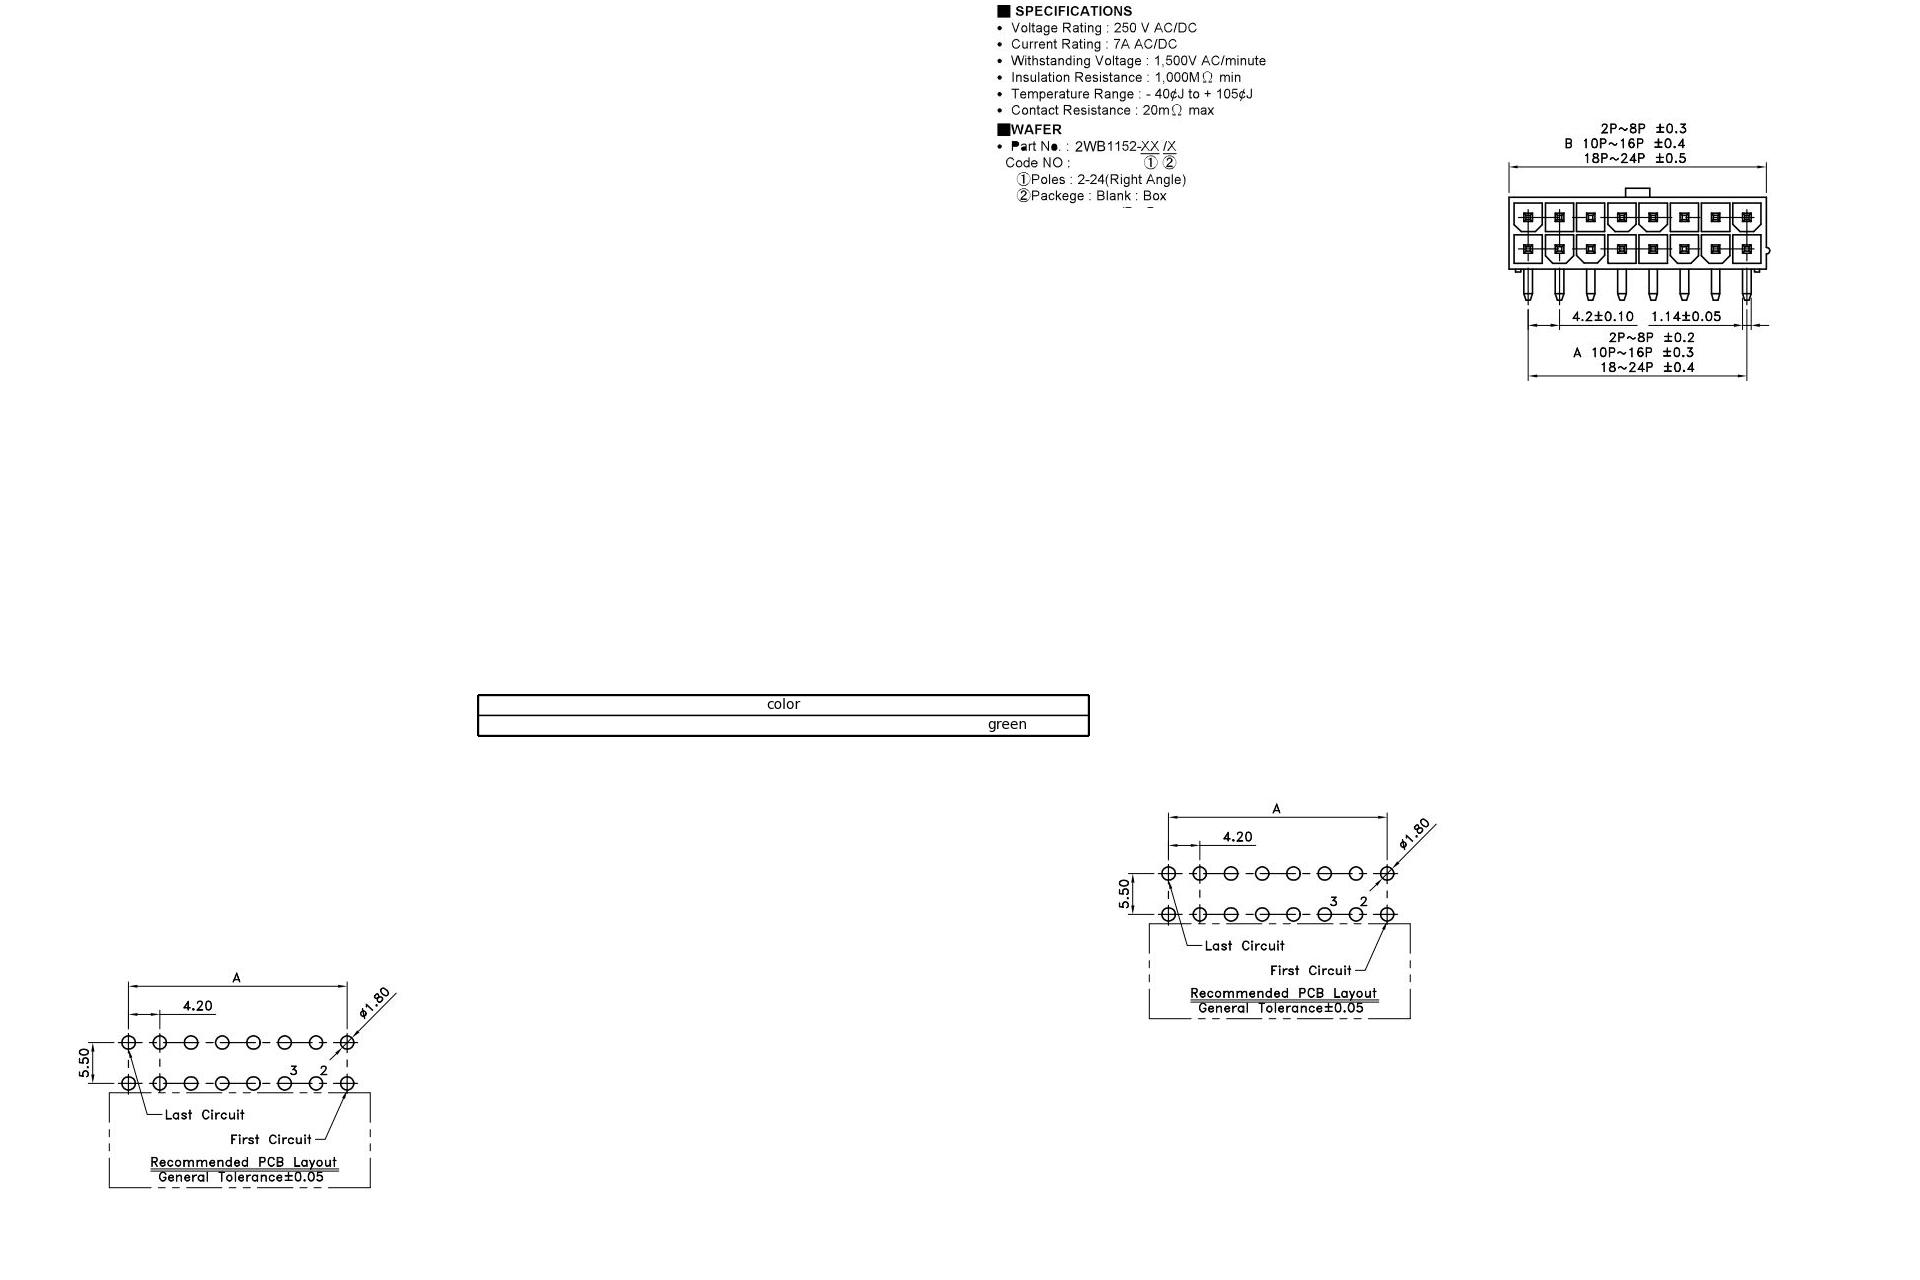 ■ SPECIFICATIONS
• Voltage Rating : 250 V AC/DC
• Current Rating : 7A AC/DC
• Withstanding Voltage : 1,500V AC/minute
• Insulation Resistance : 1,000MΩ min
• Temperature Range : - 40¢J to + 105¢J
• Contact Resistance : 20mΩ max
■WAFER
• Part No. : 2WB1152-XX /X
Code NO : ① ②
①Poles : 2-24(Right Angle)
②Packege : Blank : Box
2P~8P ±0.3
B 10P~16P ±0.4
18P~24P ±0.5
4.2±0.10 1.14±0.05
2P~8P ±0.2
A 10P~16P ±0.3
18~24P ±0.4
color
green
A
4.20
ø1.80
5.50
3 2
Last Circuit
First Circuit
Recommended PCB Layout
General Tolerance±0.05
A
4.20
ø1.80
5.50
3 2
Last Circuit
First Circuit
Recommended PCB Layout
General Tolerance±0.05